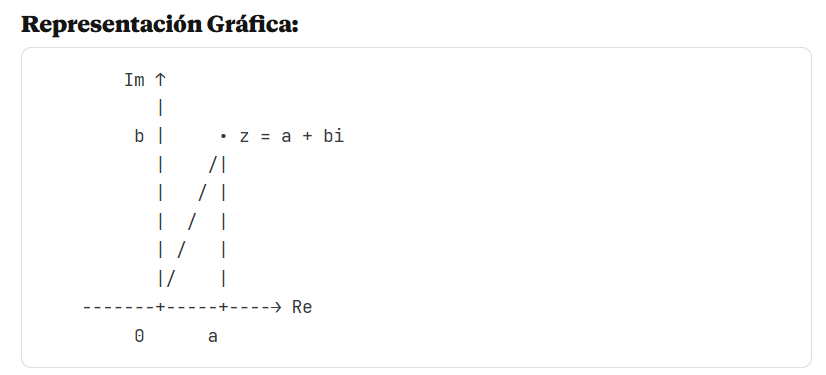 Representación Gráfica:
Im ↑
|
b |     • z = a + bi
|    /|
|   / |
|  /  |
| /   |
|/    |
-------+-----+----→ Re
0      a